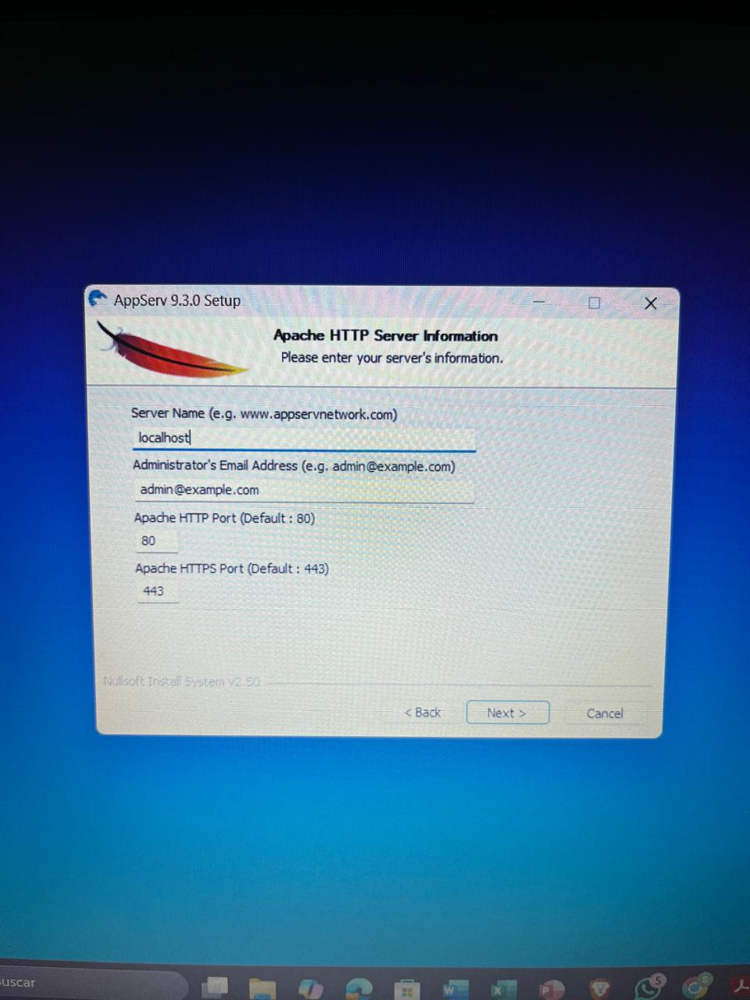 AppServ 9.3.0 Setup
Apache HTTP Server Information
Please enter your server's information.
Server Name (e.g. www.appservnetwork.com)
localhost
Administrator's Email Address (e.g. admin@example.com)
admin@example.com
Apache HTTP Port (Default : 80)
80
Apache HTTPS Port (Default : 443)
443
Nullsoft Install System v2.50
< Back Next > Cancel
uscar
W X P 5 S